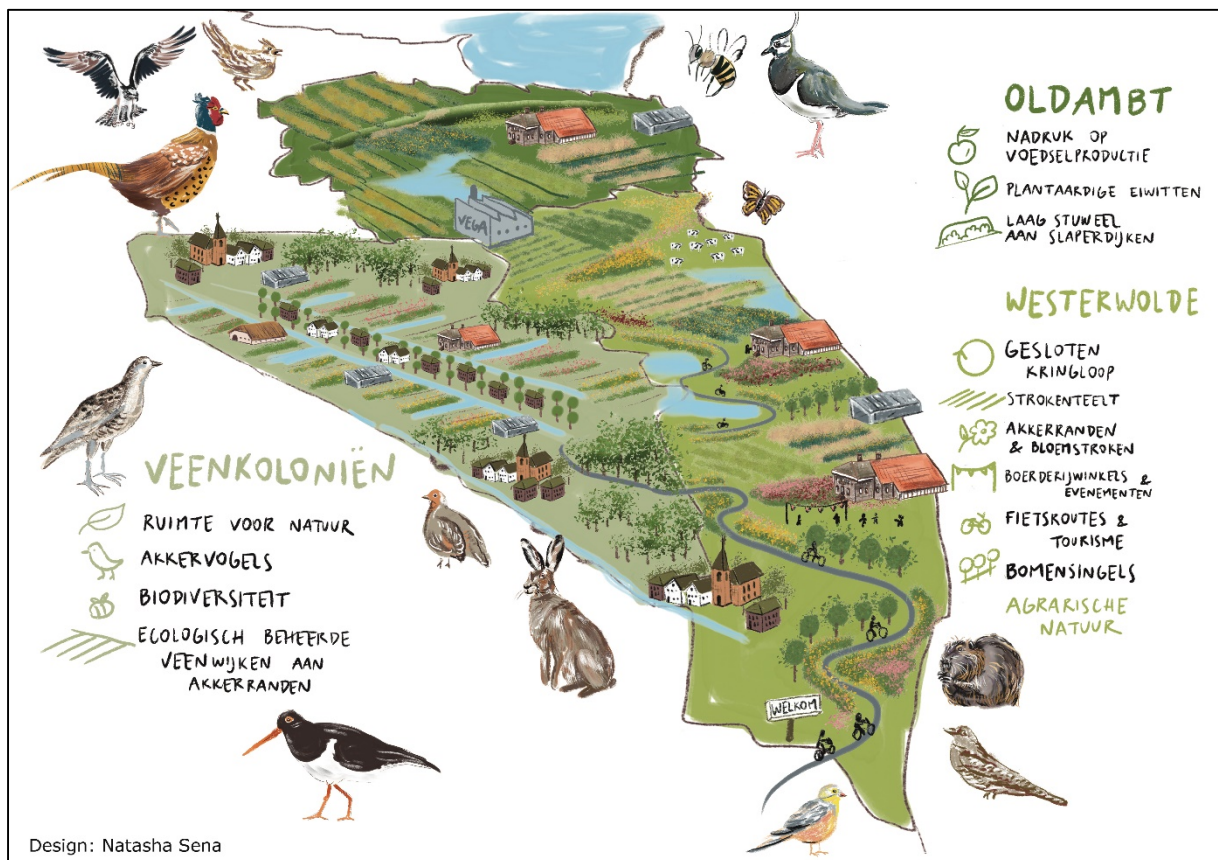 OLDAMBT
NADRUK OP
VOEDSELPRODUCTIE
PLANTAARDIGE EIWITTEN
LAAG STUWEEL
AAN SLAPERDIJKEN
VEGA
WESTERWOLDE
GESLOTEN
KRINGLOOP
STROKENTEELT
AKKERRANDEN
& BLOEMSTROKEN
BOERDERIJWINKELS &
EVENEMENTEN
FIETSROUTES &
TOURISME
BOMENSINGELS
AGRARISCHE
NATUUR
VEENKOLONIËN
RUIMTE VOOR NATUUR
AKKERVOGELS
BIODIVERSITEIT
ECOLOGISCH BEHEERDE
VEENWIJKEN AAN
AKKERRANDEN
WELKOM
Design: Natasha Sena